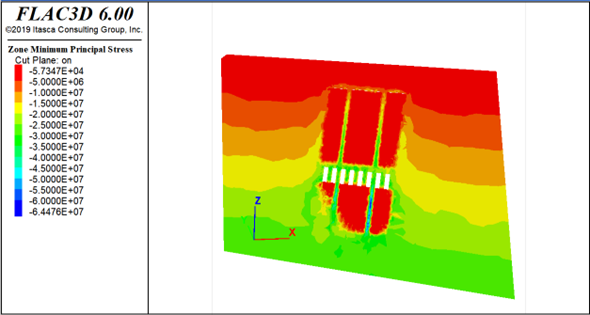 FLAC3D 6.00
©2019 Itasca Consulting Group, Inc.
Zone Minimum Principal Stress
Cut Plane: on
-5.7347E+04
-5.0000E+06
-1.0000E+07
-1.5000E+07
-2.0000E+07
-2.5000E+07
-3.0000E+07
-3.5000E+07
-4.0000E+07
-4.5000E+07
-5.0000E+07
-5.5000E+07
-6.0000E+07
-6.4476E+07
Z
X